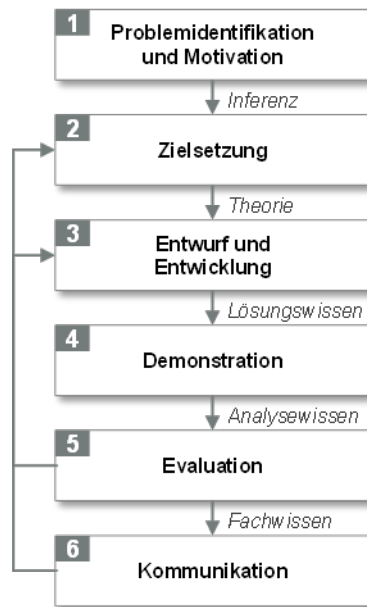 1
Problemidentifikation
und Motivation
Inferenz
2
Zielsetzung
Theorie
3
Entwurf und
Entwicklung
Lösungswissen
4
Demonstration
Analysewissen
5
Evaluation
Fachwissen
6
Kommunikation